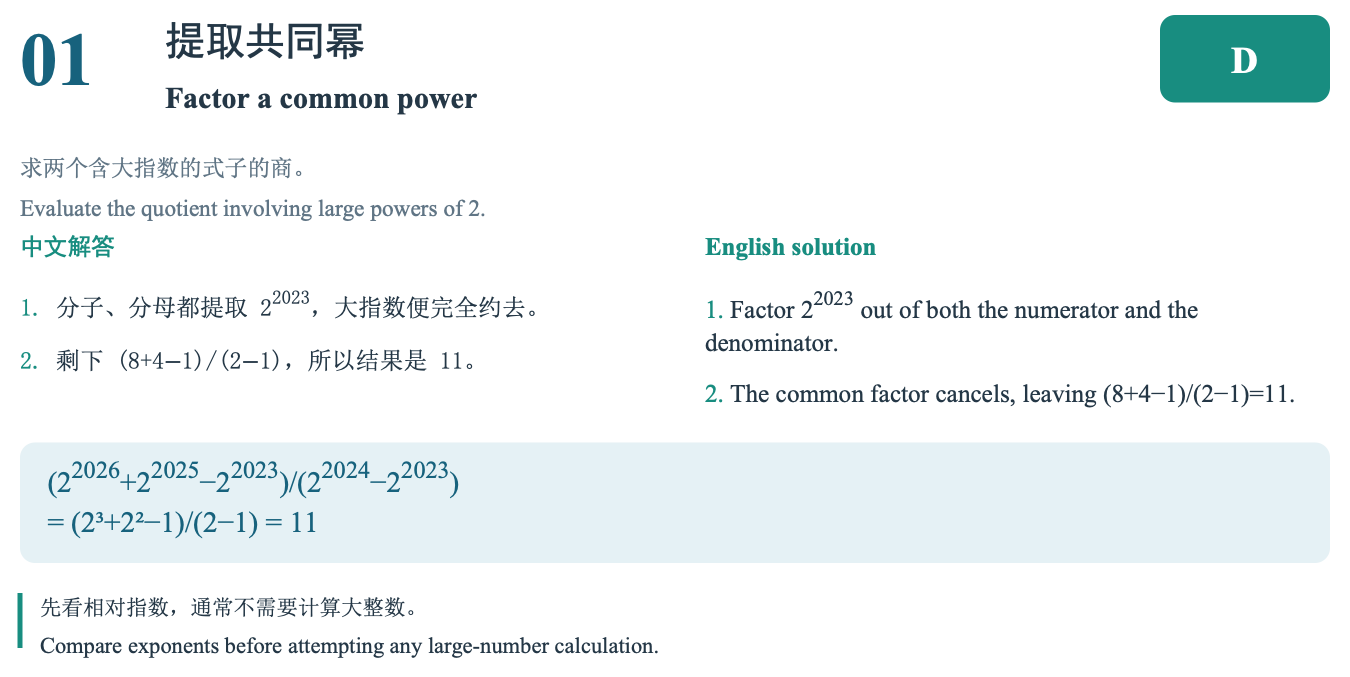 01
提取共同幂
Factor a common power
D
求两个含大指数的式子的商。
Evaluate the quotient involving large powers of 2.
中文解答
1. 分子、分母都提取 2^2023，大指数便完全约去。
2. 剩下 (8+4−1)/(2−1)，所以结果是 11。
English solution
1. Factor 2^2023 out of both the numerator and the
denominator.
2. The common factor cancels, leaving (8+4−1)/(2−1)=11.
(2^2026+2^2025−2^2023)/(2^2024−2^2023)
= (2³+2²−1)/(2−1) = 11
先看相对指数，通常不需要计算大整数。
Compare exponents before attempting any large-number calculation.